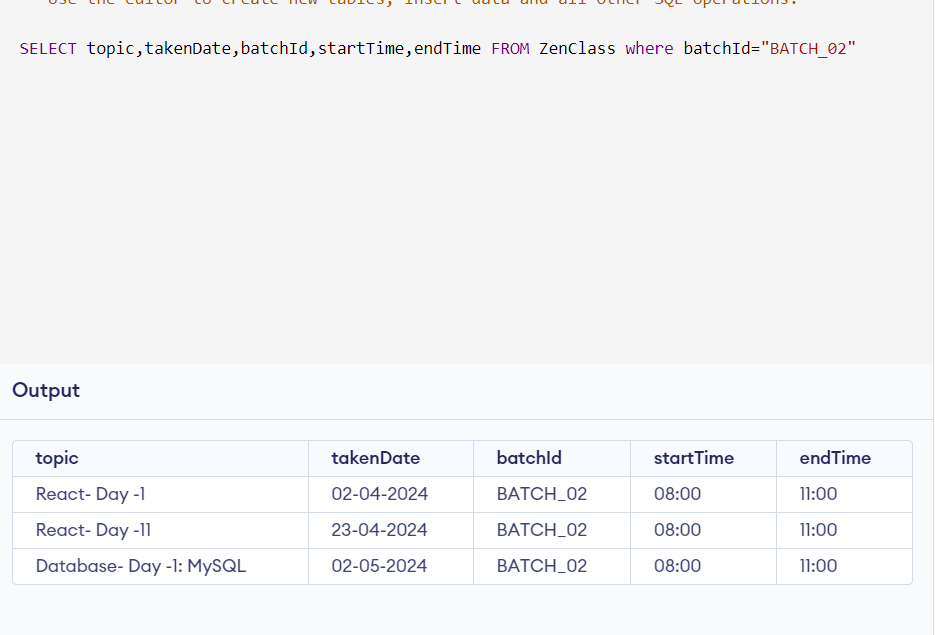 Use the editor to create new tables, insert data and all other SQL operations.
SELECT topic,takenDate,batchId,startTime,endTime FROM ZenClass where batchId="BATCH_02"
Output
topic takenDate batchId startTime endTime
React- Day -1 02-04-2024 BATCH_02 08:00 11:00
React- Day -11 23-04-2024 BATCH_02 08:00 11:00
Database- Day -1: MySQL 02-05-2024 BATCH_02 08:00 11:00